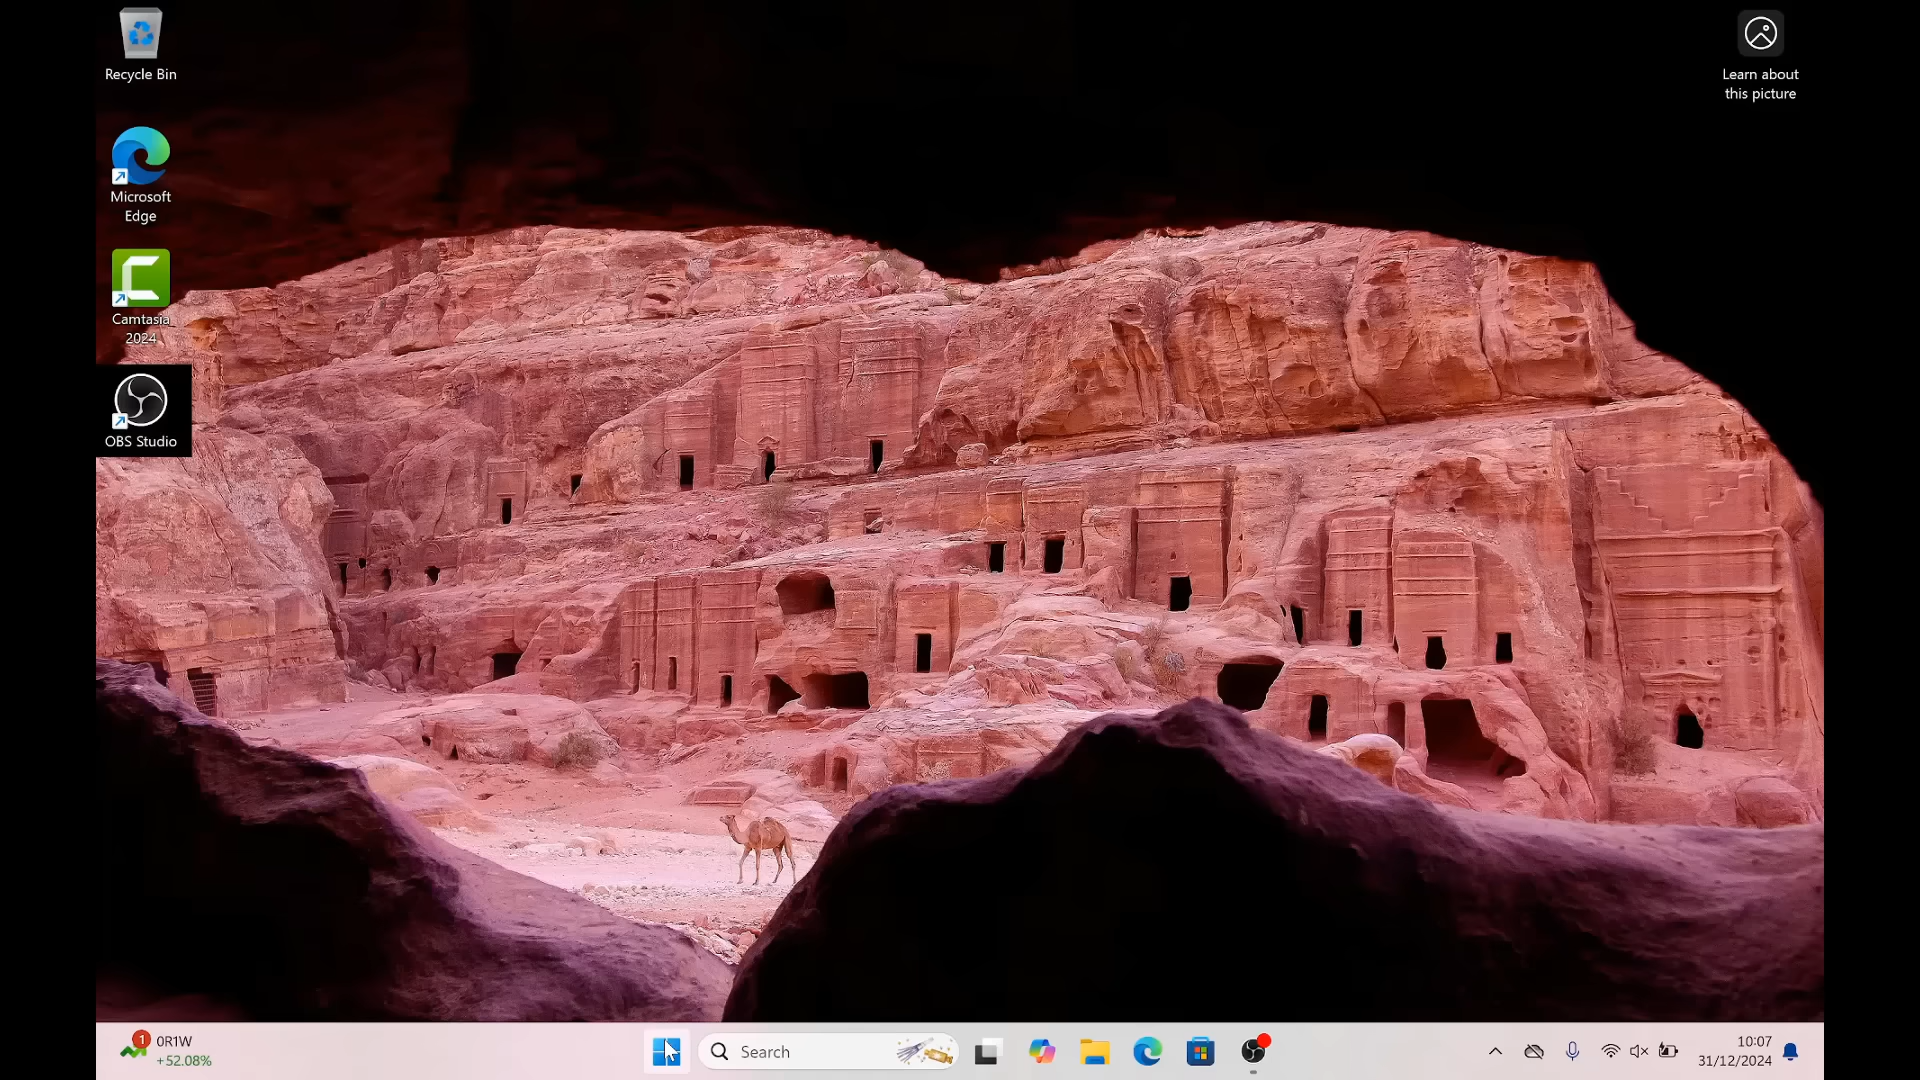 Recycle Bin
Learn about
this picture
Microsoft
Edge
Camtasia
2024
OBS Studio
1
0R1W
+52.08%
Search
10:07
31/12/2024